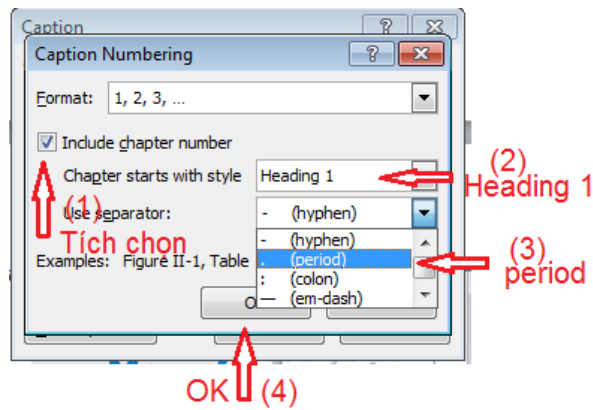 Caption
Caption Numbering
Format: 1, 2, 3, ...
Include chapter number
Chapter starts with style Heading 1
(2)
Heading 1
(1)
Use separator: - (hyphen)
Tích chọn
- (hyphen)
. (period)
: (colon)
— (em-dash)
(3)
period
Examples: Figure II-1, Table
OK (4)